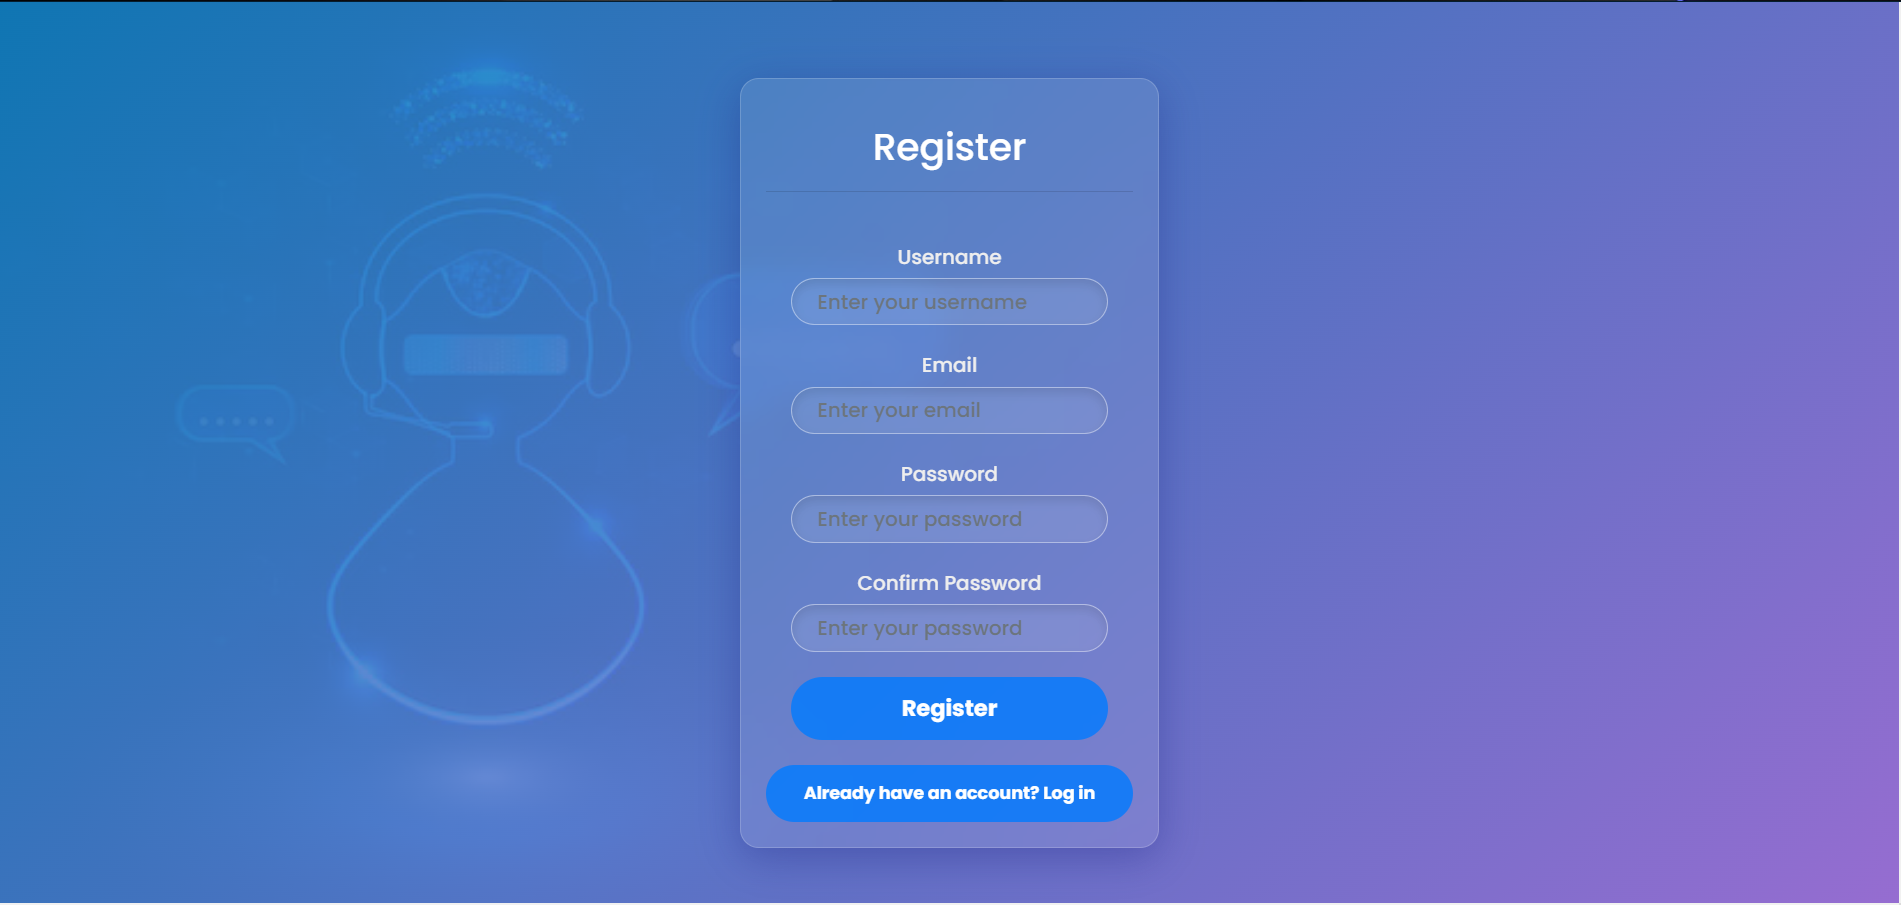 Register
Username
Enter your username
Email
Enter your email
Password
Enter your password
Confirm Password
Enter your password
Register
Already have an account? Log in